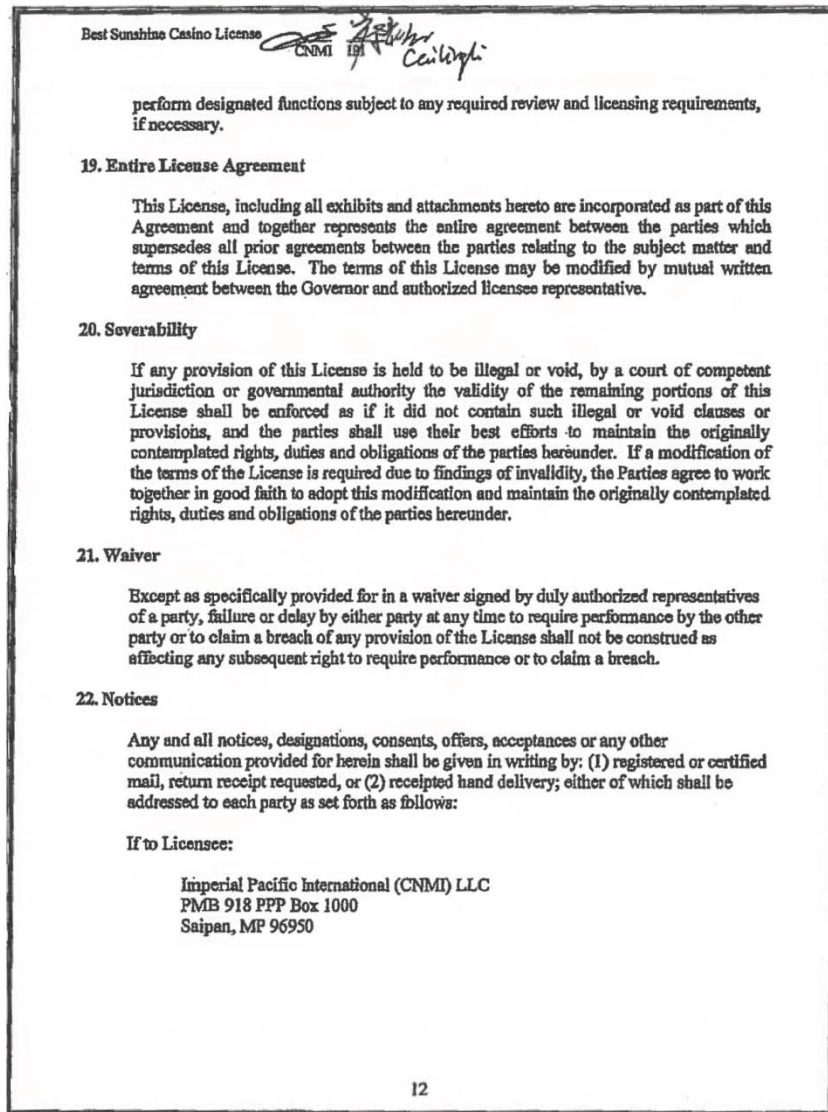 Best Sunshine Casino License
CNMI
perform designated functions subject to any required review and licensing requirements,
if necessary.
19. Entire License Agreement
This License, including all exhibits and attachments hereto are incorporated as part of this
Agreement and together represents the entire agreement between the parties which
supersedes all prior agreements between the parties relating to the subject matter and
terms of this License. The terms of this License may be modified by mutual written
agreement between the Governor and authorized licensee representative.
20. Severability
If any provision of this License is held to be illegal or void, by a court of competent
jurisdiction or governmental authority the validity of the remaining portions of this
License shall be enforced as if it did not contain such illegal or void clauses or
provisions, and the parties shall use their best efforts to maintain the originally
contemplated rights, duties and obligations of the parties hereunder. If a modification of
the terms of the License is required due to findings of invalidity, the Parties agree to work
together in good faith to adopt this modification and maintain the originally contemplated
rights, duties and obligations of the parties hereunder.
21. Waiver
Except as specifically provided for in a waiver signed by duly authorized representatives
of a party, failure or delay by either party at any time to require performance by the other
party or to claim a breach of any provision of the License shall not be construed as
affecting any subsequent right to require performance or to claim a breach.
22. Notices
Any and all notices, designations, consents, offers, acceptances or any other
communication provided for herein shall be given in writing by: (1) registered or certified
mail, return receipt requested, or (2) receipted hand delivery; either of which shall be
addressed to each party as set forth as follows:
If to Licensee:
Imperial Pacific International (CNMI) LLC
PMB 918 PPP Box 1000
Saipan, MP 96950
12